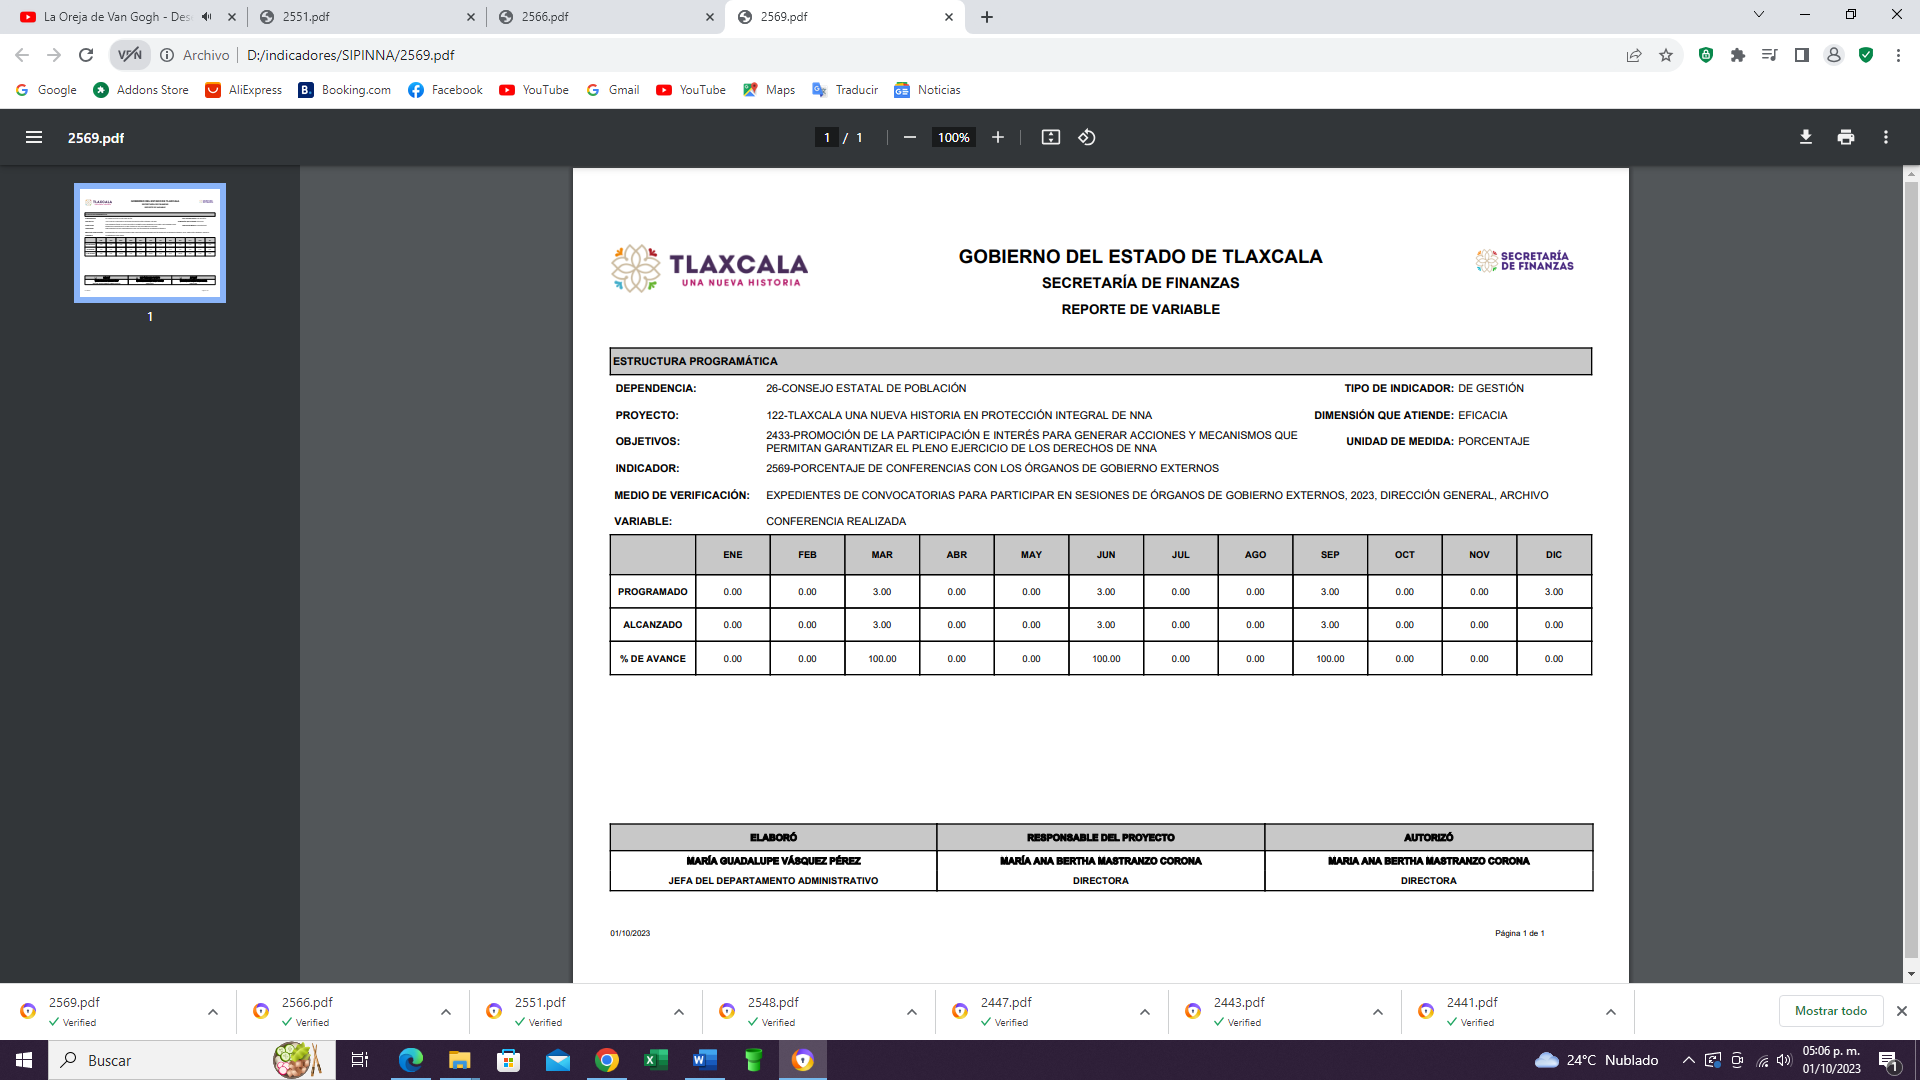 La Oreja de Van Gogh - Des
2551.pdf
2566.pdf
2569.pdf
VPN
Archivo
D:/indicadores/SIPINNA/2569.pdf
Google
Addons Store
AliExpress
Booking.com
Facebook
YouTube
Gmail
YouTube
Maps
Traducir
Noticias
2569.pdf
1 / 1
100%
1
TLAXCALA
UNA NUEVA HISTORIA
GOBIERNO DEL ESTADO DE TLAXCALA
SECRETARÍA DE FINANZAS
REPORTE DE VARIABLE
SECRETARÍA
DE FINANZAS
ESTRUCTURA PROGRAMÁTICA
DEPENDENCIA: 26-CONSEJO ESTATAL DE POBLACIÓN TIPO DE INDICADOR: DE GESTIÓN
PROYECTO: 122-TLAXCALA UNA NUEVA HISTORIA EN PROTECCIÓN INTEGRAL DE NNA DIMENSIÓN QUE ATIENDE: EFICACIA
OBJETIVOS: 2433-PROMOCIÓN DE LA PARTICIPACIÓN E INTERÉS PARA GENERAR ACCIONES Y MECANISMOS QUE
PERMITAN GARANTIZAR EL PLENO EJERCICIO DE LOS DERECHOS DE NNA UNIDAD DE MEDIDA: PORCENTAJE
INDICADOR: 2569-PORCENTAJE DE CONFERENCIAS CON LOS ÓRGANOS DE GOBIERNO EXTERNOS
MEDIO DE VERIFICACIÓN: EXPEDIENTES DE CONVOCATORIAS PARA PARTICIPAR EN SESIONES DE ÓRGANOS DE GOBIERNO EXTERNOS, 2023, DIRECCIÓN GENERAL, ARCHIVO
VARIABLE: CONFERENCIA REALIZADA
ENE FEB MAR ABR MAY JUN JUL AGO SEP OCT NOV DIC
PROGRAMADO 0.00 0.00 3.00 0.00 0.00 3.00 0.00 0.00 3.00 0.00 0.00 3.00
ALCANZADO 0.00 0.00 3.00 0.00 0.00 3.00 0.00 0.00 3.00 0.00 0.00 0.00
% DE AVANCE 0.00 0.00 100.00 0.00 0.00 100.00 0.00 0.00 100.00 0.00 0.00 0.00
ELABORÓ RESPONSABLE DEL PROYECTO AUTORIZÓ
MARÍA GUADALUPE VÁSQUEZ PÉREZ MARÍA ANA BERTHA MASTRANZO CORONA MARIA ANA BERTHA MASTRANZO CORONA
JEFA DEL DEPARTAMENTO ADMINISTRATIVO DIRECTORA DIRECTORA
01/10/2023 Página 1 de 1
2569.pdf
Verified
2566.pdf
Verified
2551.pdf
Verified
2548.pdf
Verified
2447.pdf
Verified
2443.pdf
Verified
2441.pdf
Verified
Mostrar todo
Buscar
24°C Nublado
05:06 p. m.
01/10/2023
1